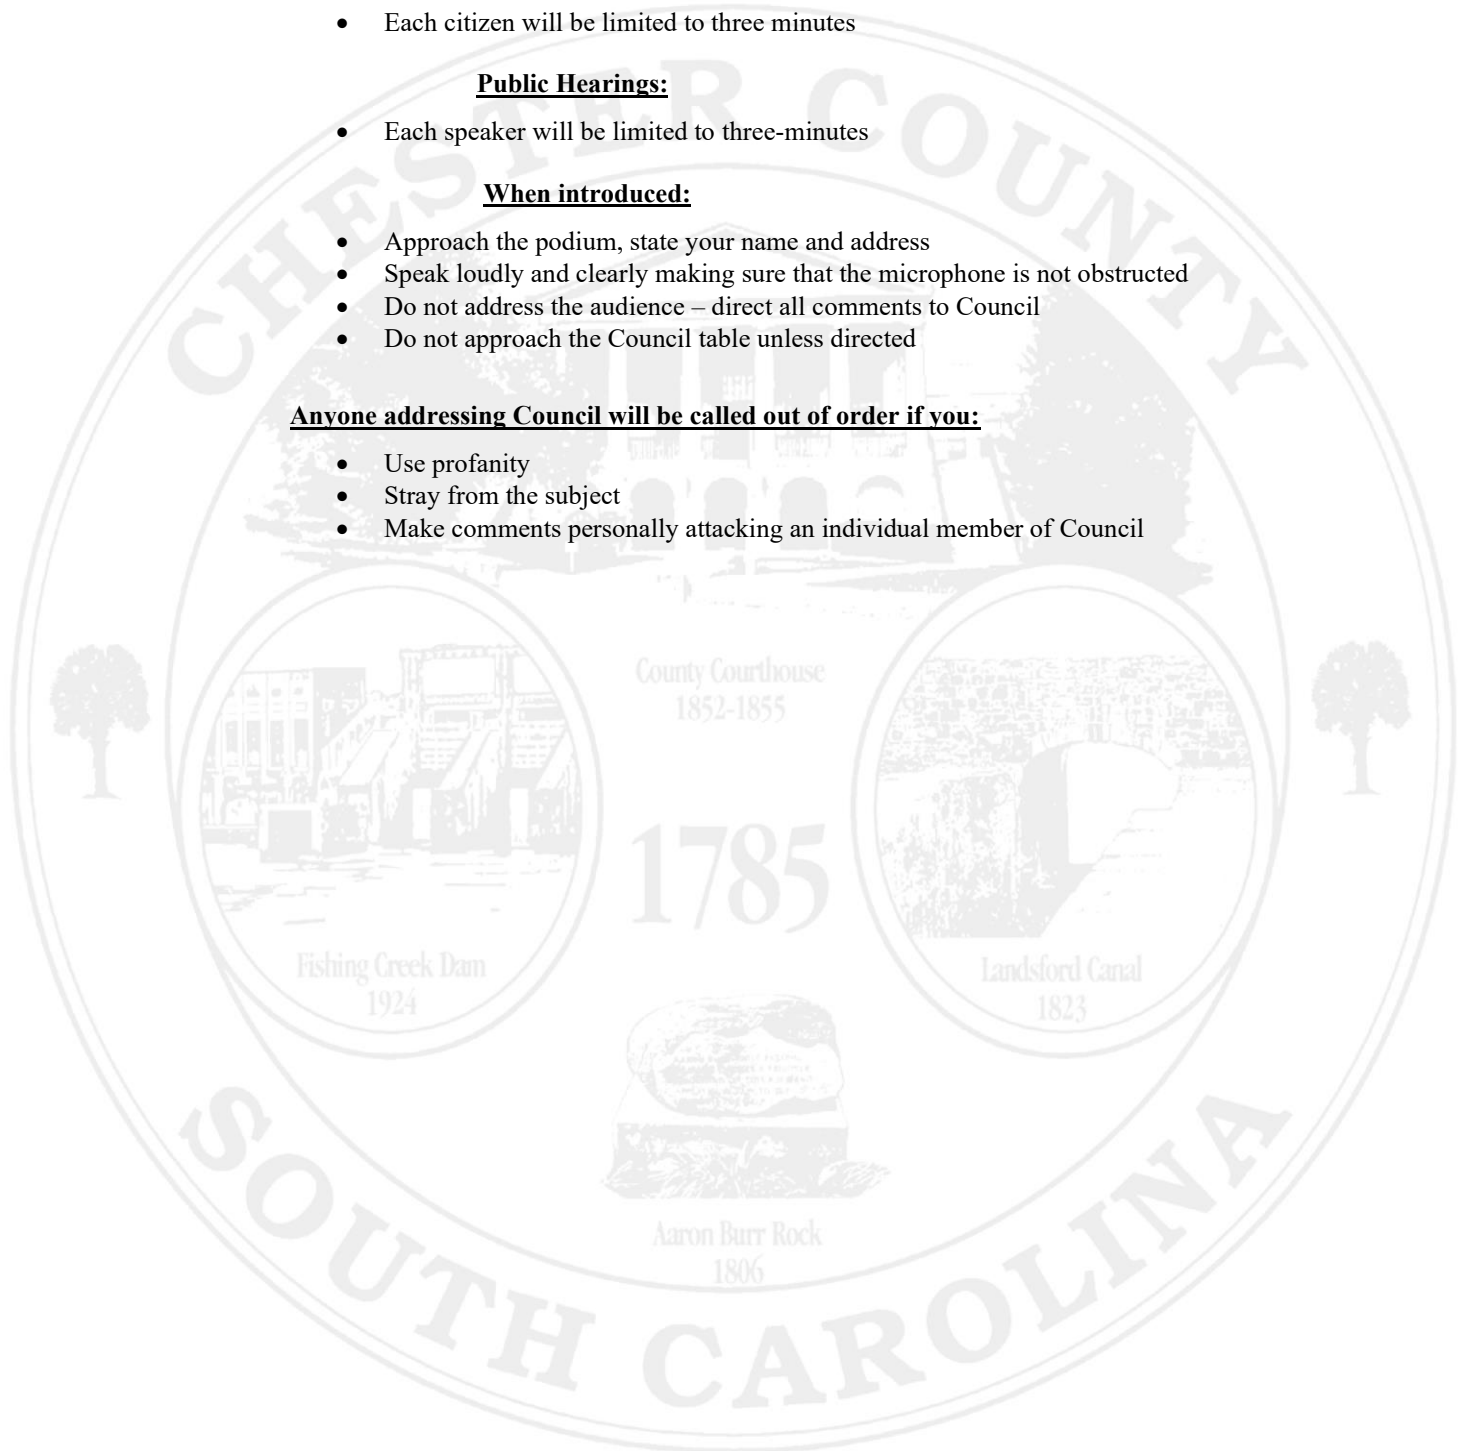 • Each citizen will be limited to three minutes
Public Hearings:
• Each speaker will be limited to three-minutes
When introduced:
• Approach the podium, state your name and address
• Speak loudly and clearly making sure that the microphone is not obstructed
• Do not address the audience – direct all comments to Council
• Do not approach the Council table unless directed
Anyone addressing Council will be called out of order if you:
• Use profanity
• Stray from the subject
• Make comments personally attacking an individual member of Council
CHESTER COUNTY
County Courthouse
1852-1855
1785
Fishing Creek Dam
1924
Landsford Canal
1823
Aaron Burr Rock
1806
SOUTH CAROLINA